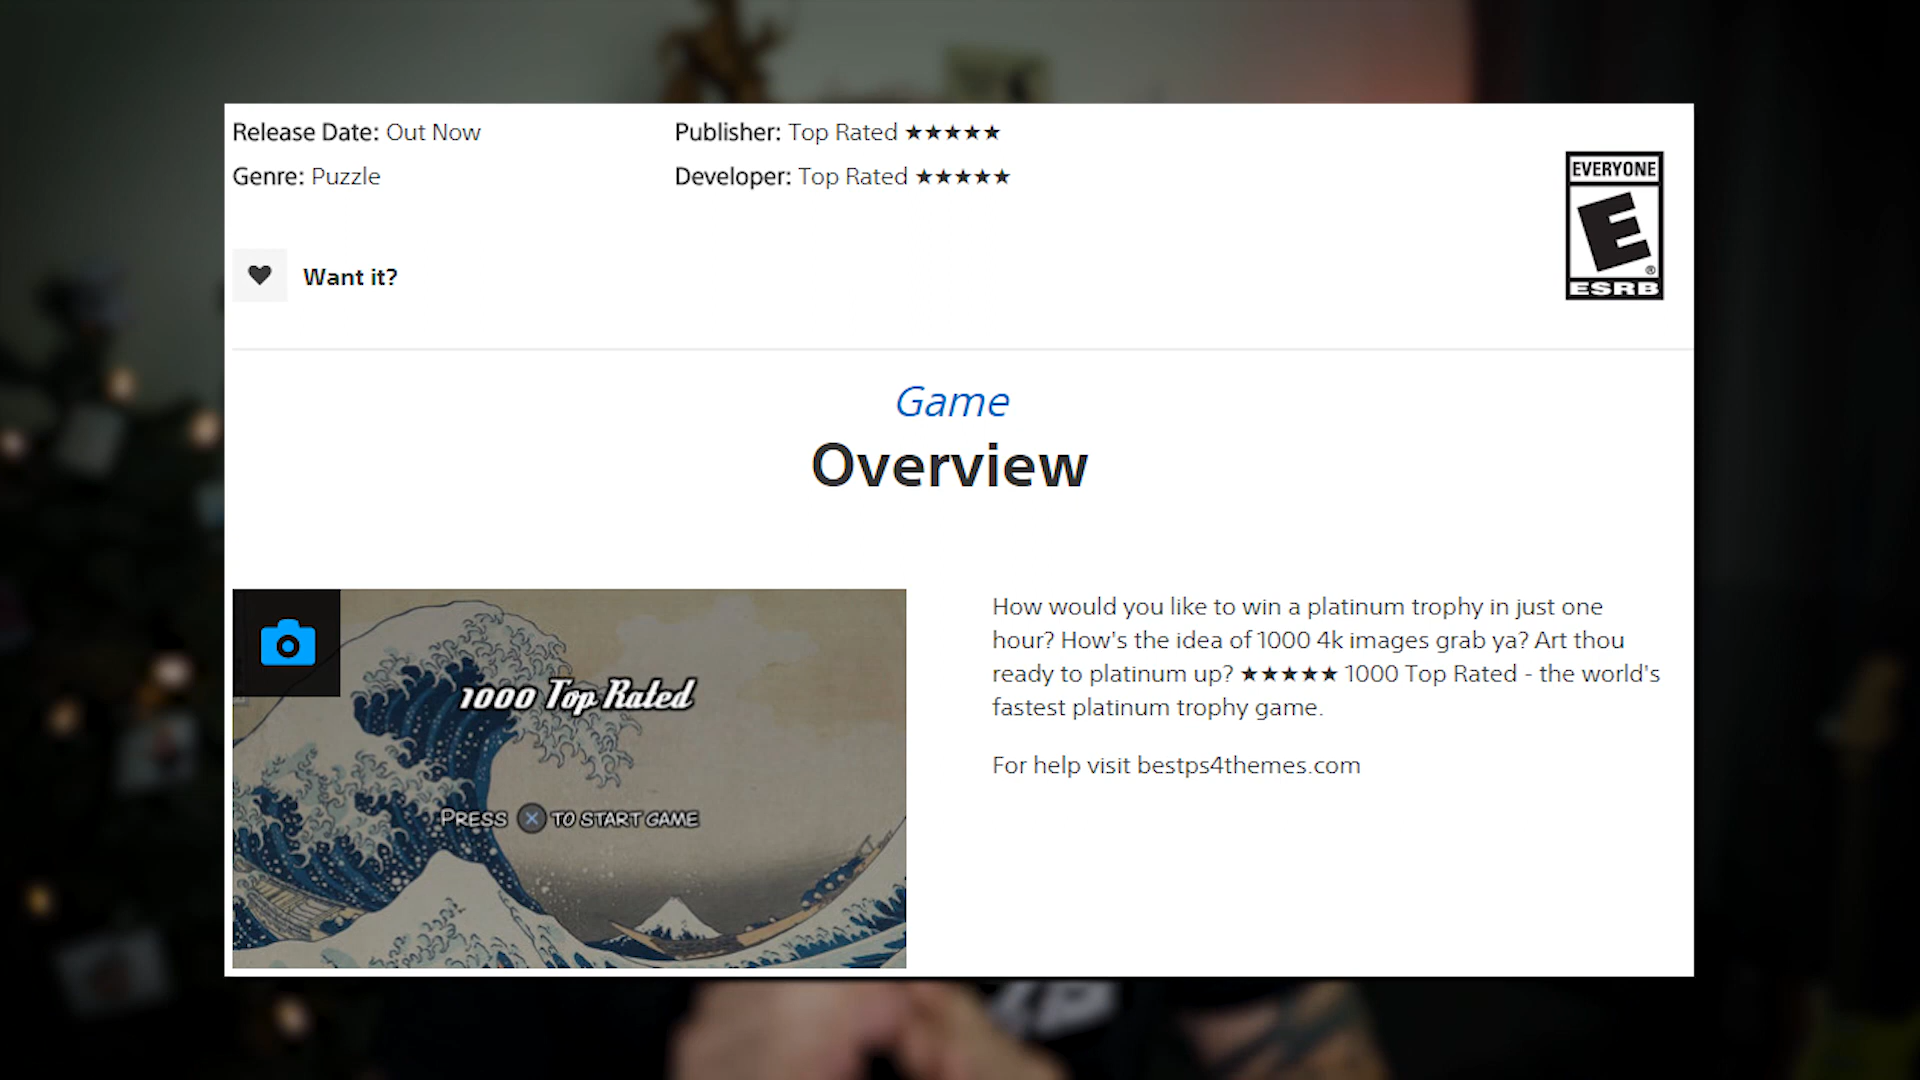 Release Date: Out Now
Publisher: Top Rated ★★★★★
Genre: Puzzle
Developer: Top Rated ★★★★★
EVERYONE
E
®
ESRB
Want it?
Game
Overview
1000 Top Rated
PRESS X TO START GAME
How would you like to win a platinum trophy in just one
hour? How's the idea of 1000 4k images grab ya? Art thou
ready to platinum up? ★★★★★ 1000 Top Rated - the world's
fastest platinum trophy game.
For help visit bestps4themes.com